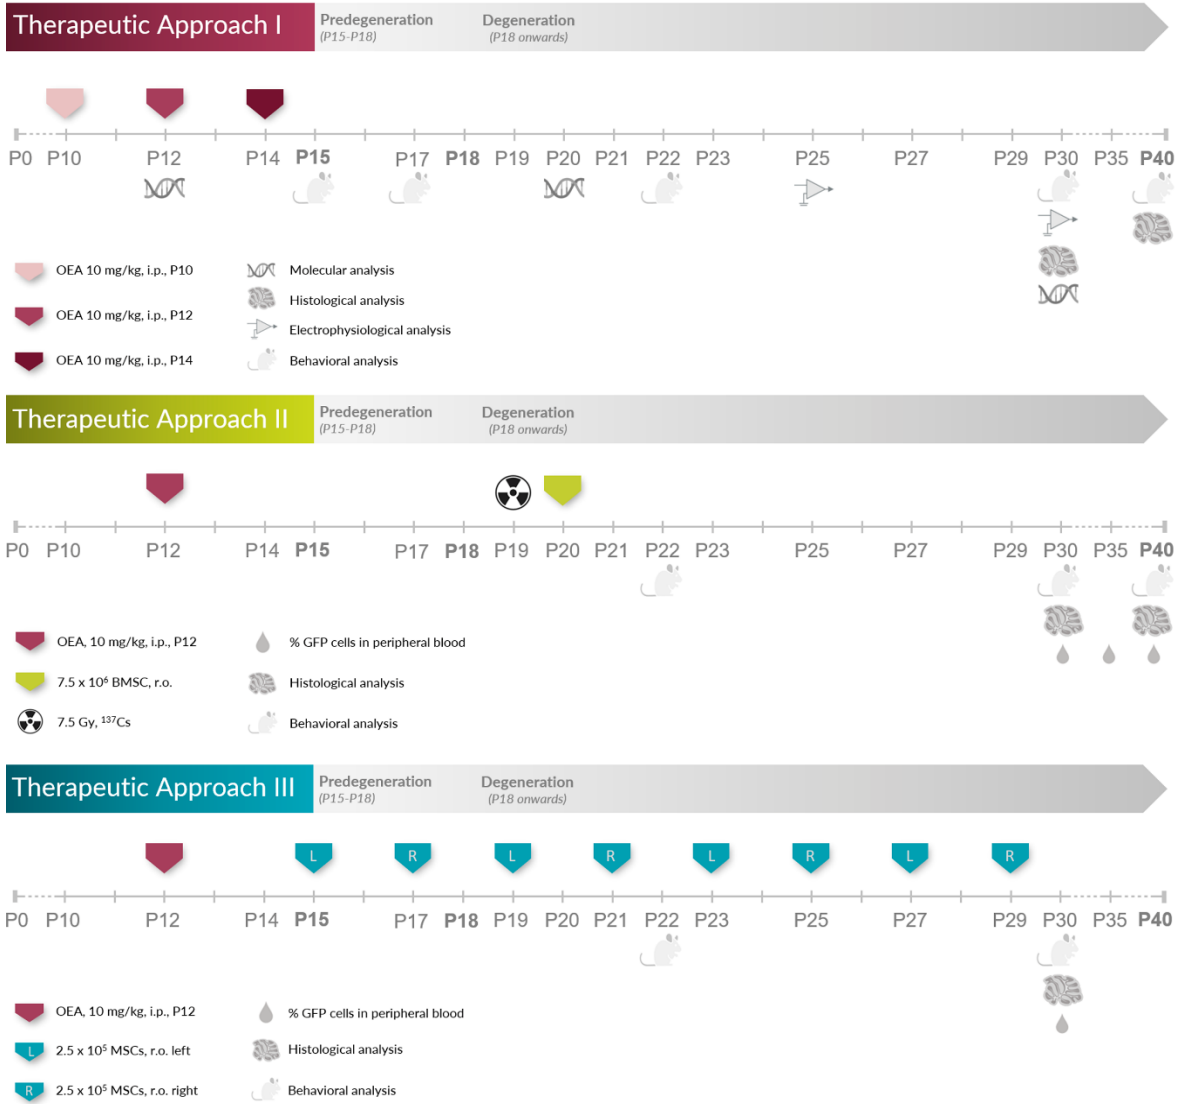 Therapeutic Approach I
Predegeneration
(P15-P18)
Degeneration
(P18 onwards)
P0 P10 P12 P14 P15 P17 P18 P19 P20 P21 P22 P23 P25 P27 P29 P30 P35 P40
OEA 10 mg/kg, i.p., P10
Molecular analysis
Histological analysis
OEA 10 mg/kg, i.p., P12
Electrophysiological analysis
OEA 10 mg/kg, i.p., P14
Behavioral analysis
Therapeutic Approach II
Predegeneration
(P15-P18)
Degeneration
(P18 onwards)
P0 P10 P12 P14 P15 P17 P18 P19 P20 P21 P22 P23 P25 P27 P29 P30 P35 P40
OEA, 10 mg/kg, i.p., P12
% GFP cells in peripheral blood
7.5 x 10⁶ BMSC, r.o.
Histological analysis
7.5 Gy, ¹³⁷Cs
Behavioral analysis
Therapeutic Approach III
Predegeneration
(P15-P18)
Degeneration
(P18 onwards)
L R L R L R L R
P0 P10 P12 P14 P15 P17 P18 P19 P20 P21 P22 P23 P25 P27 P29 P30 P35 P40
OEA, 10 mg/kg, i.p., P12
% GFP cells in peripheral blood
L 2.5 x 10⁵ MSCs, r.o. left
Histological analysis
R 2.5 x 10⁵ MSCs, r.o. right
Behavioral analysis